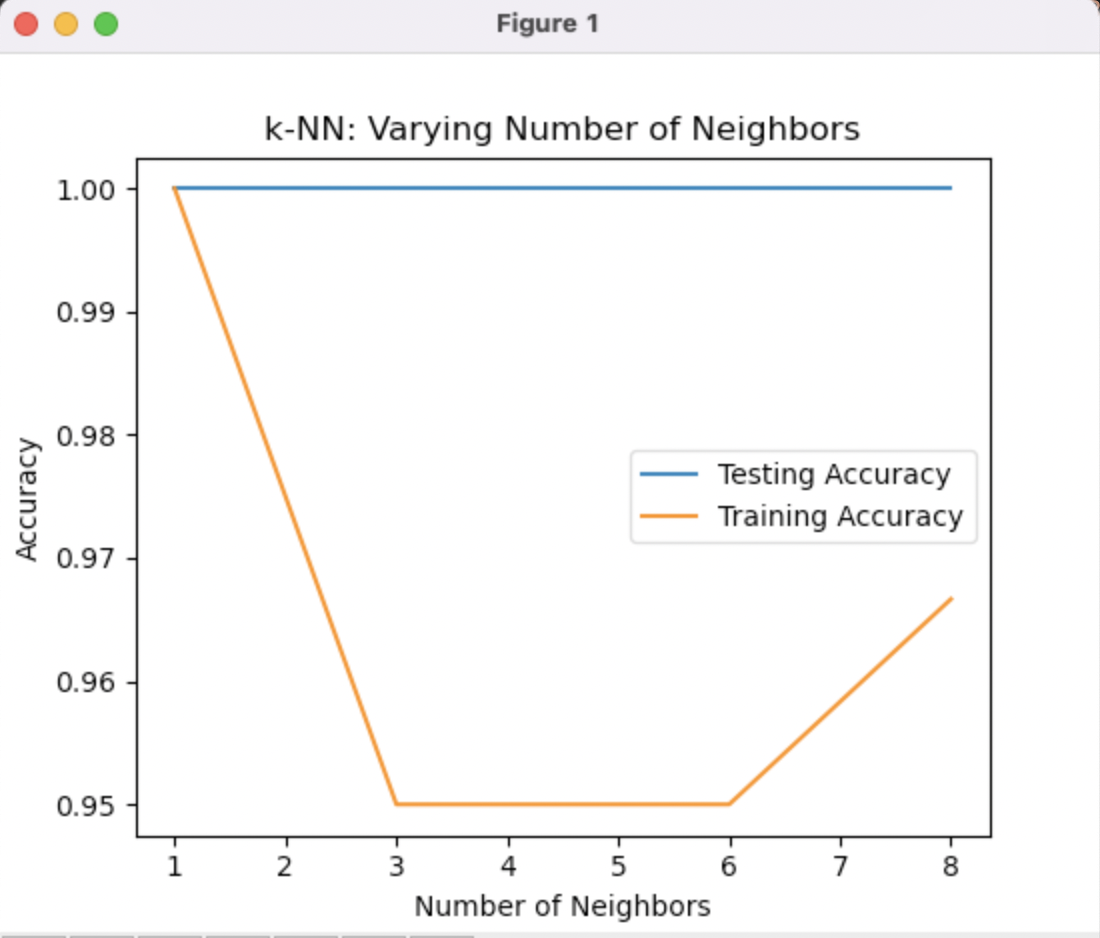 Figure 1
k-NN: Varying Number of Neighbors
1.00
0.99
0.98
0.97
0.96
0.95
Accuracy
Testing Accuracy
Training Accuracy
1 2 3 4 5 6 7 8
Number of Neighbors